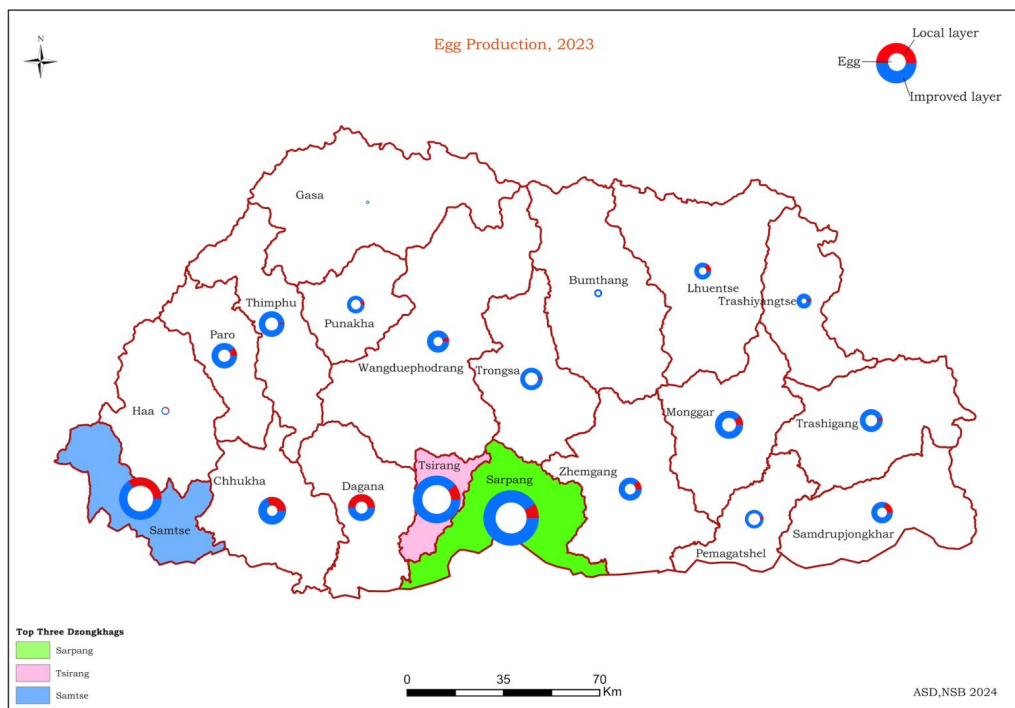 Egg Production, 2023
N
Local layer
Egg
Improved layer
Gasa
Bumthang
Lhuentse
Trashiyangtse
Thimphu
Punakha
Paro
Wangduephodrang
Trongsa
Haa
Monggar
Trashigang
Tsirang
Sarpang
Zhemgang
Chhukha
Dagana
Samtse
Pemagatshel
Samdrupjongkhar
Top Three Dzongkhags
Sarpang
Tsirang
Samtse
0 35 70
Km
ASD,NSB 2024